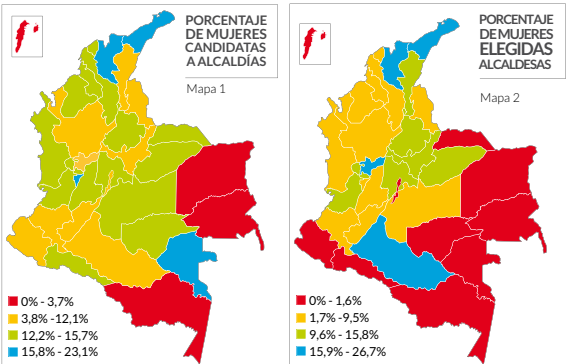 PORCENTAJE
DE MUJERES
CANDIDATAS
A ALCALDÍAS
Mapa 1
0% - 3,7%
3,8% -12,1%
12,2% - 15,7%
15,8% - 23,1%
PORCENTAJE
DE MUJERES
ELEGIDAS
ALCALDESAS
Mapa 2
0% - 1,6%
1,7% -9,5%
9,6% - 15,8%
15,9% - 26,7%